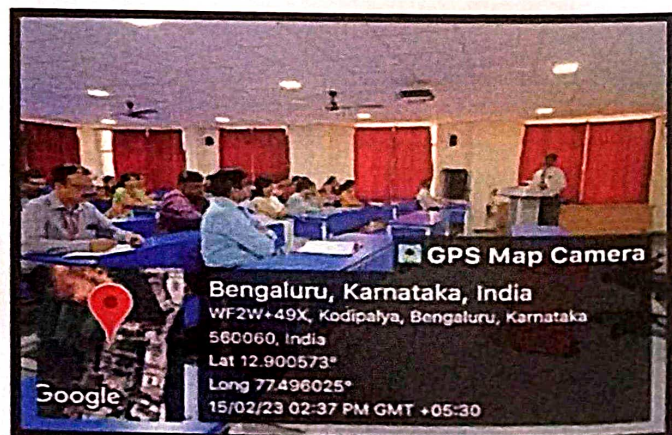 GPS Map Camera
Bengaluru, Karnataka, India
WF2W+49X, Kodipalya, Bengaluru, Karnataka
560060, India
Lat 12.900573°
Long 77.496025°
15/02/23 02:37 PM GMT +05:30
Google